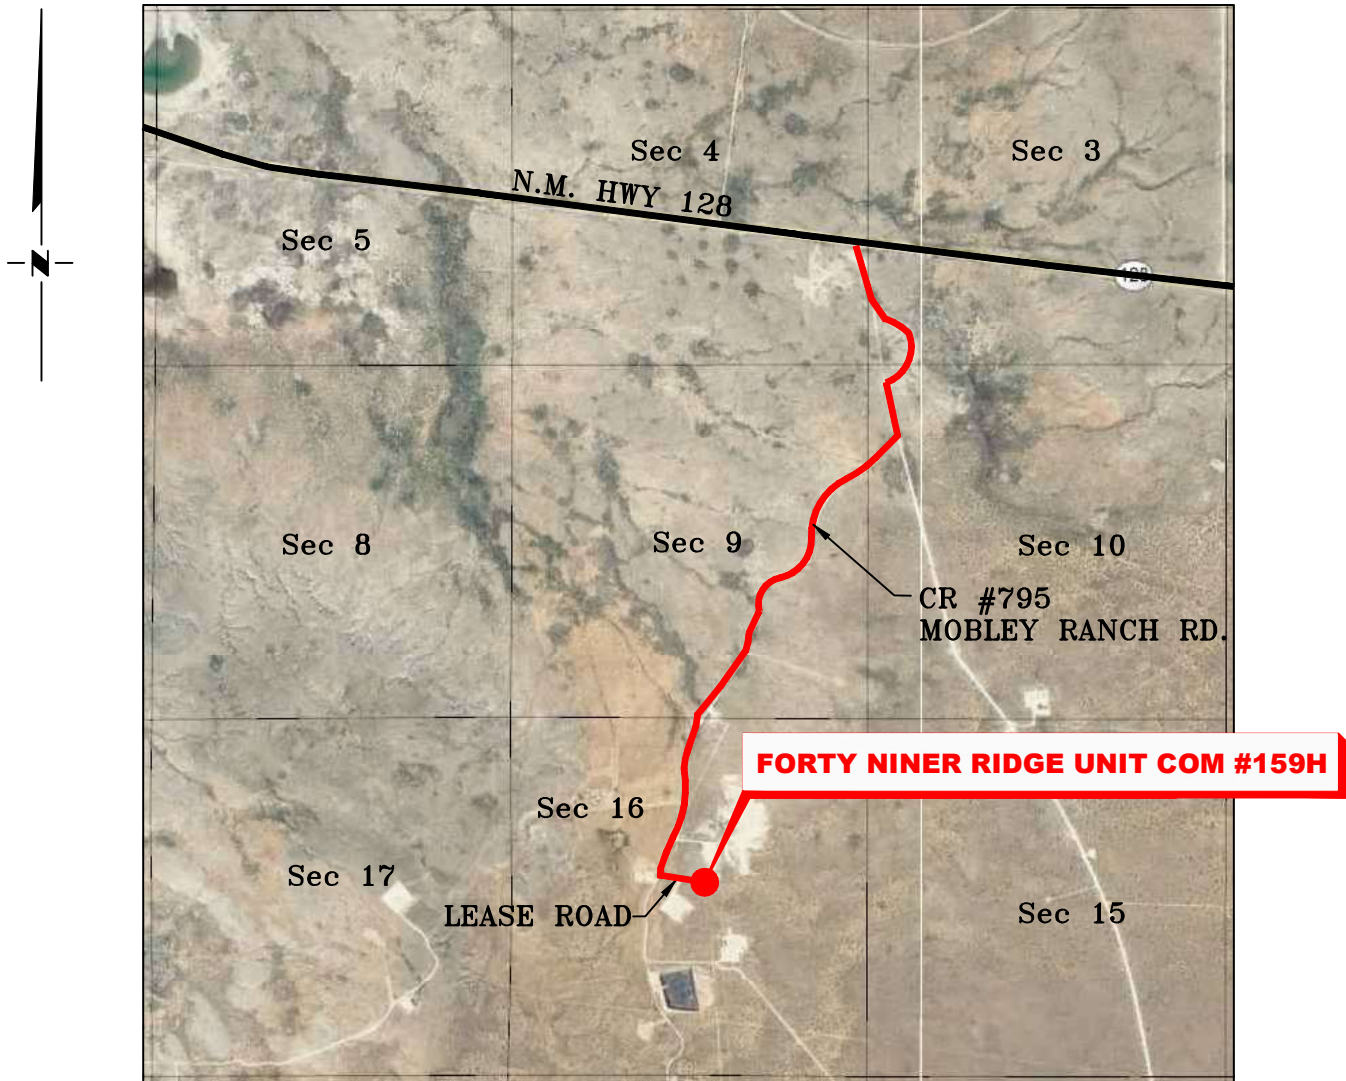 Sec 4
Sec 3
N.M. HWY 128
Sec 5
N
128
Sec 8
Sec 9
Sec 10
CR #795
MOBLEY RANCH RD.
FORTY NINER RIDGE UNIT COM #159H
Sec 16
Sec 17
LEASE ROAD
Sec 15